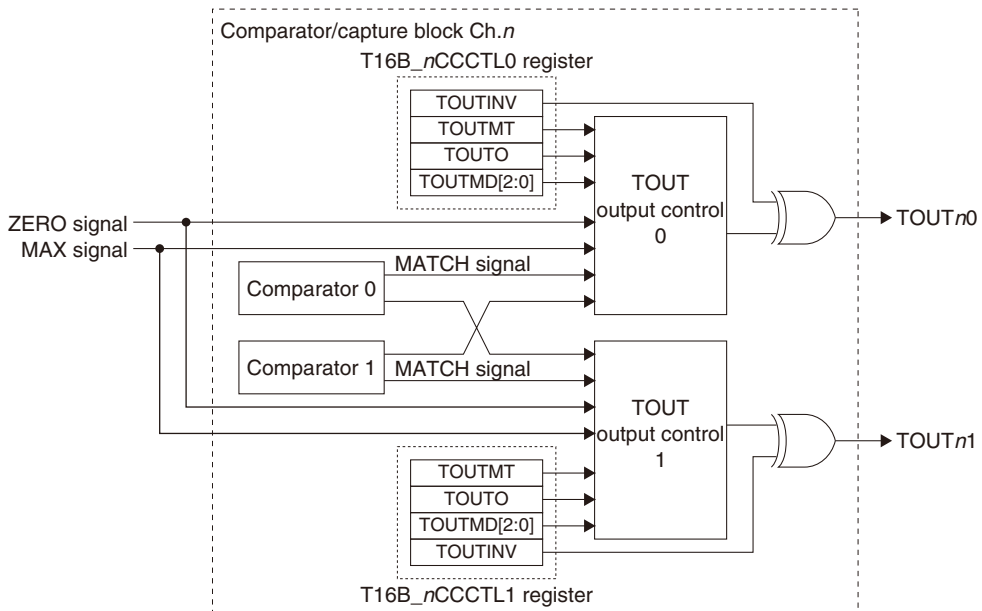 Comparator/capture block Ch.n
T16B_nCCCTL0 register
TOUTINV
TOUTMT
TOUTO
TOUTMD[2:0]
TOUT
output control
0
TOUTn0
ZERO signal
MAX signal
MATCH signal
Comparator 0
Comparator 1
MATCH signal
TOUT
output control
1
TOUTn1
TOUTMT
TOUTO
TOUTMD[2:0]
TOUTINV
T16B_nCCCTL1 register